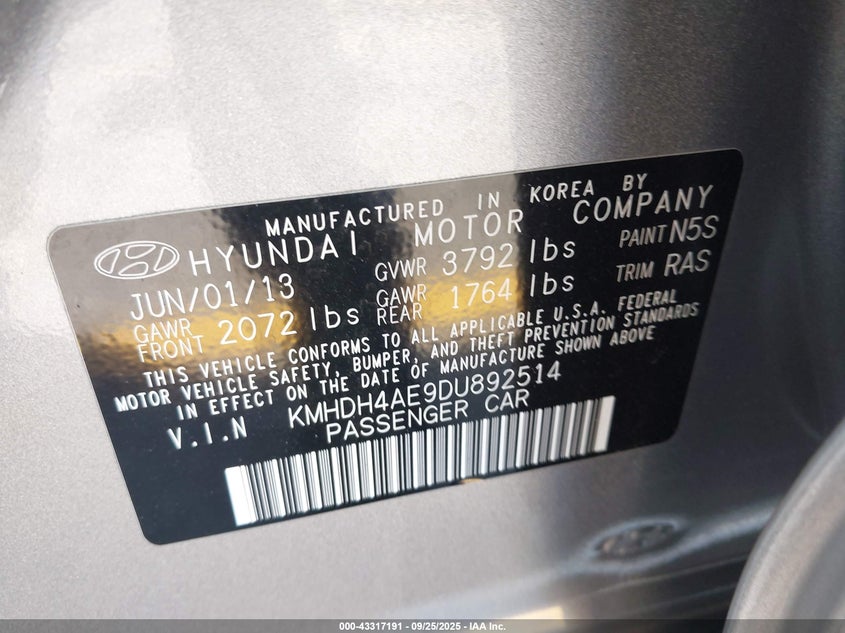 MANUFACTURED IN KOREA BY
HYUNDAI MOTOR COMPANY
JUN/01/13 GVWR 3792 lbs PAINT N5S
GAWR FRONT 2072 lbs GAWR REAR 1764 lbs TRIM RAS
THIS VEHICLE CONFORMS TO ALL APPLICABLE U.S.A. FEDERAL
MOTOR VEHICLE SAFETY, BUMPER, AND THEFT PREVENTION STANDARDS
IN EFFECT ON THE DATE OF MANUFACTURE SHOWN ABOVE
V.I.N KMHDH4AE9DU892514
PASSENGER CAR
000-43317191 - 09/25/2025 - IAA Inc.